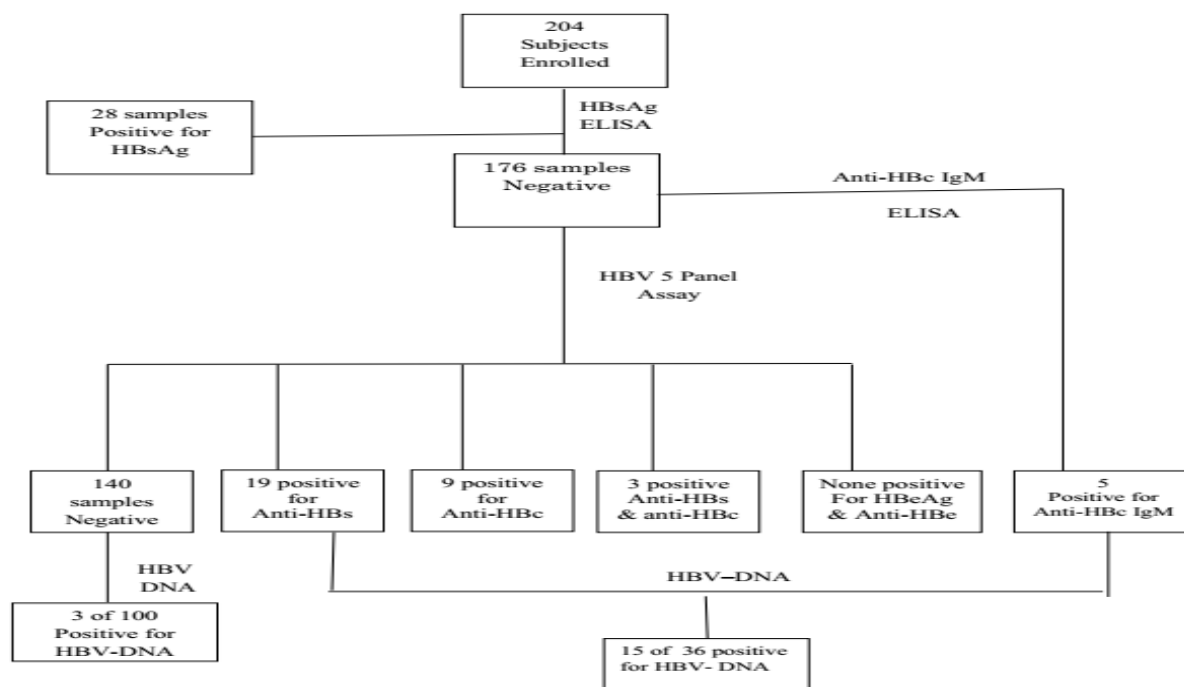 204
Subjects
Enrolled
HBsAg
ELISA
28 samples
Positive for
HBsAg
176 samples
Negative
Anti-HBc IgM
ELISA
HBV 5 Panel
Assay
140
samples
Negative
19 positive
for
Anti-HBs
9 positive
for
Anti-HBc
3 positive
Anti-HBs
& anti-HBc
None positive
For HBeAg
& Anti-HBe
5
Positive for
Anti-HBc IgM
HBV
DNA
HBV–DNA
3 of 100
Positive for
HBV-DNA
15 of 36 positive
for HBV- DNA